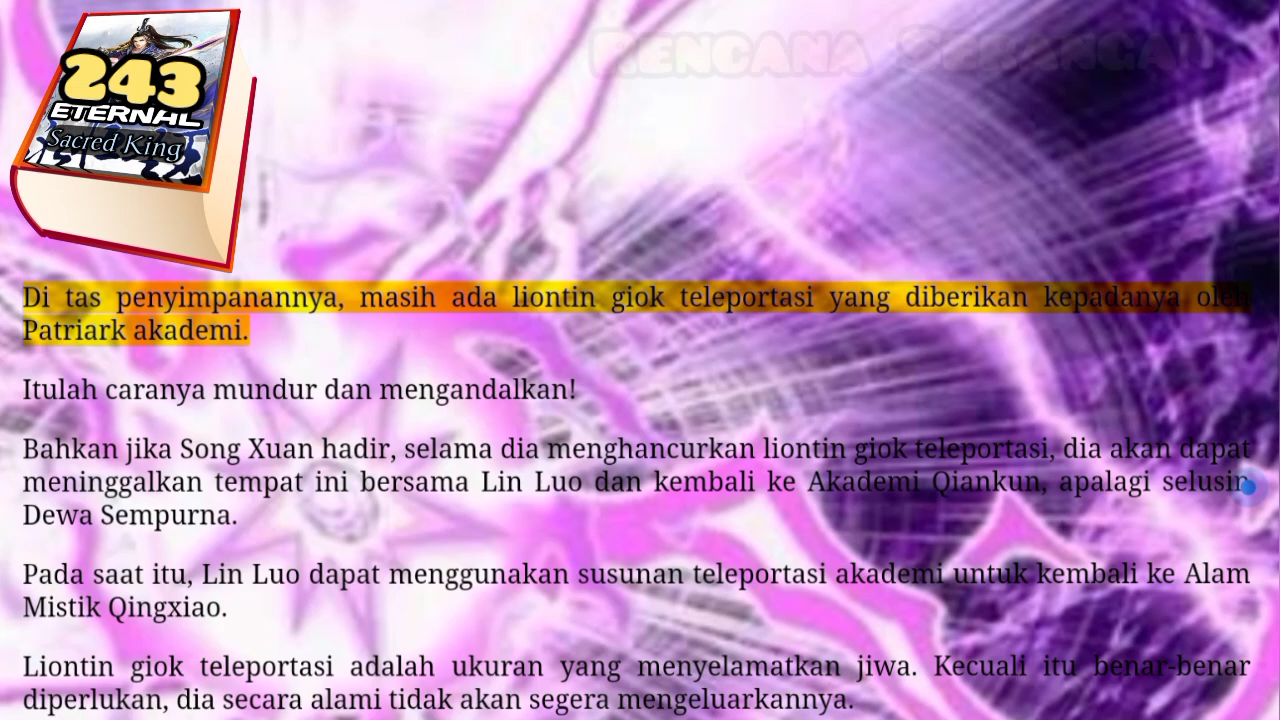 RENCANA SERANGAN
243
ETERNAL
Sacred King
Di tas penyimpanannya, masih ada liontin giok teleportasi yang diberikan kepadanya oleh
Patriark akademi.
Itulah caranya mundur dan mengandalkan!
Bahkan jika Song Xuan hadir, selama dia menghancurkan liontin giok teleportasi, dia akan dapat
meninggalkan tempat ini bersama Lin Luo dan kembali ke Akademi Qiankun, apalagi selusin
Dewa Sempurna.
Pada saat itu, Lin Luo dapat menggunakan susunan teleportasi akademi untuk kembali ke Alam
Mistik Qingxiao.
Liontin giok teleportasi adalah ukuran yang menyelamatkan jiwa. Kecuali itu benar-benar
diperlukan, dia secara alami tidak akan segera mengeluarkannya.